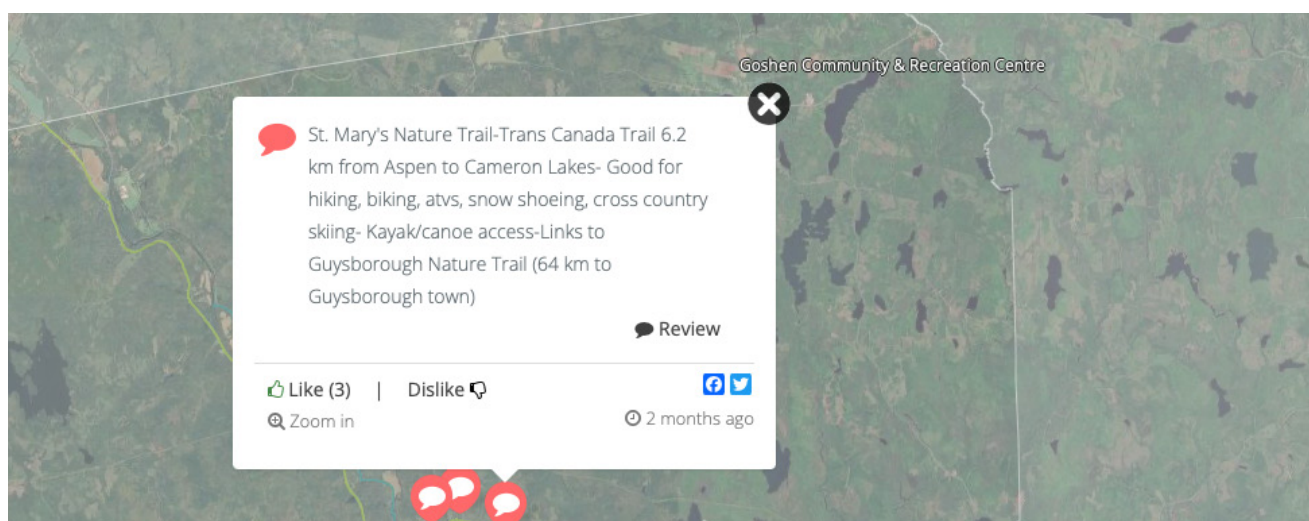 Goshen Community & Recreation Centre
St. Mary's Nature Trail-Trans Canada Trail 6.2
km from Aspen to Cameron Lakes- Good for
hiking, biking, atvs, snow shoeing, cross country
skiing- Kayak/canoe access-Links to
Guysborough Nature Trail (64 km to
Guysborough town)
Review
Like (3) | Dislike
Zoom in
2 months ago